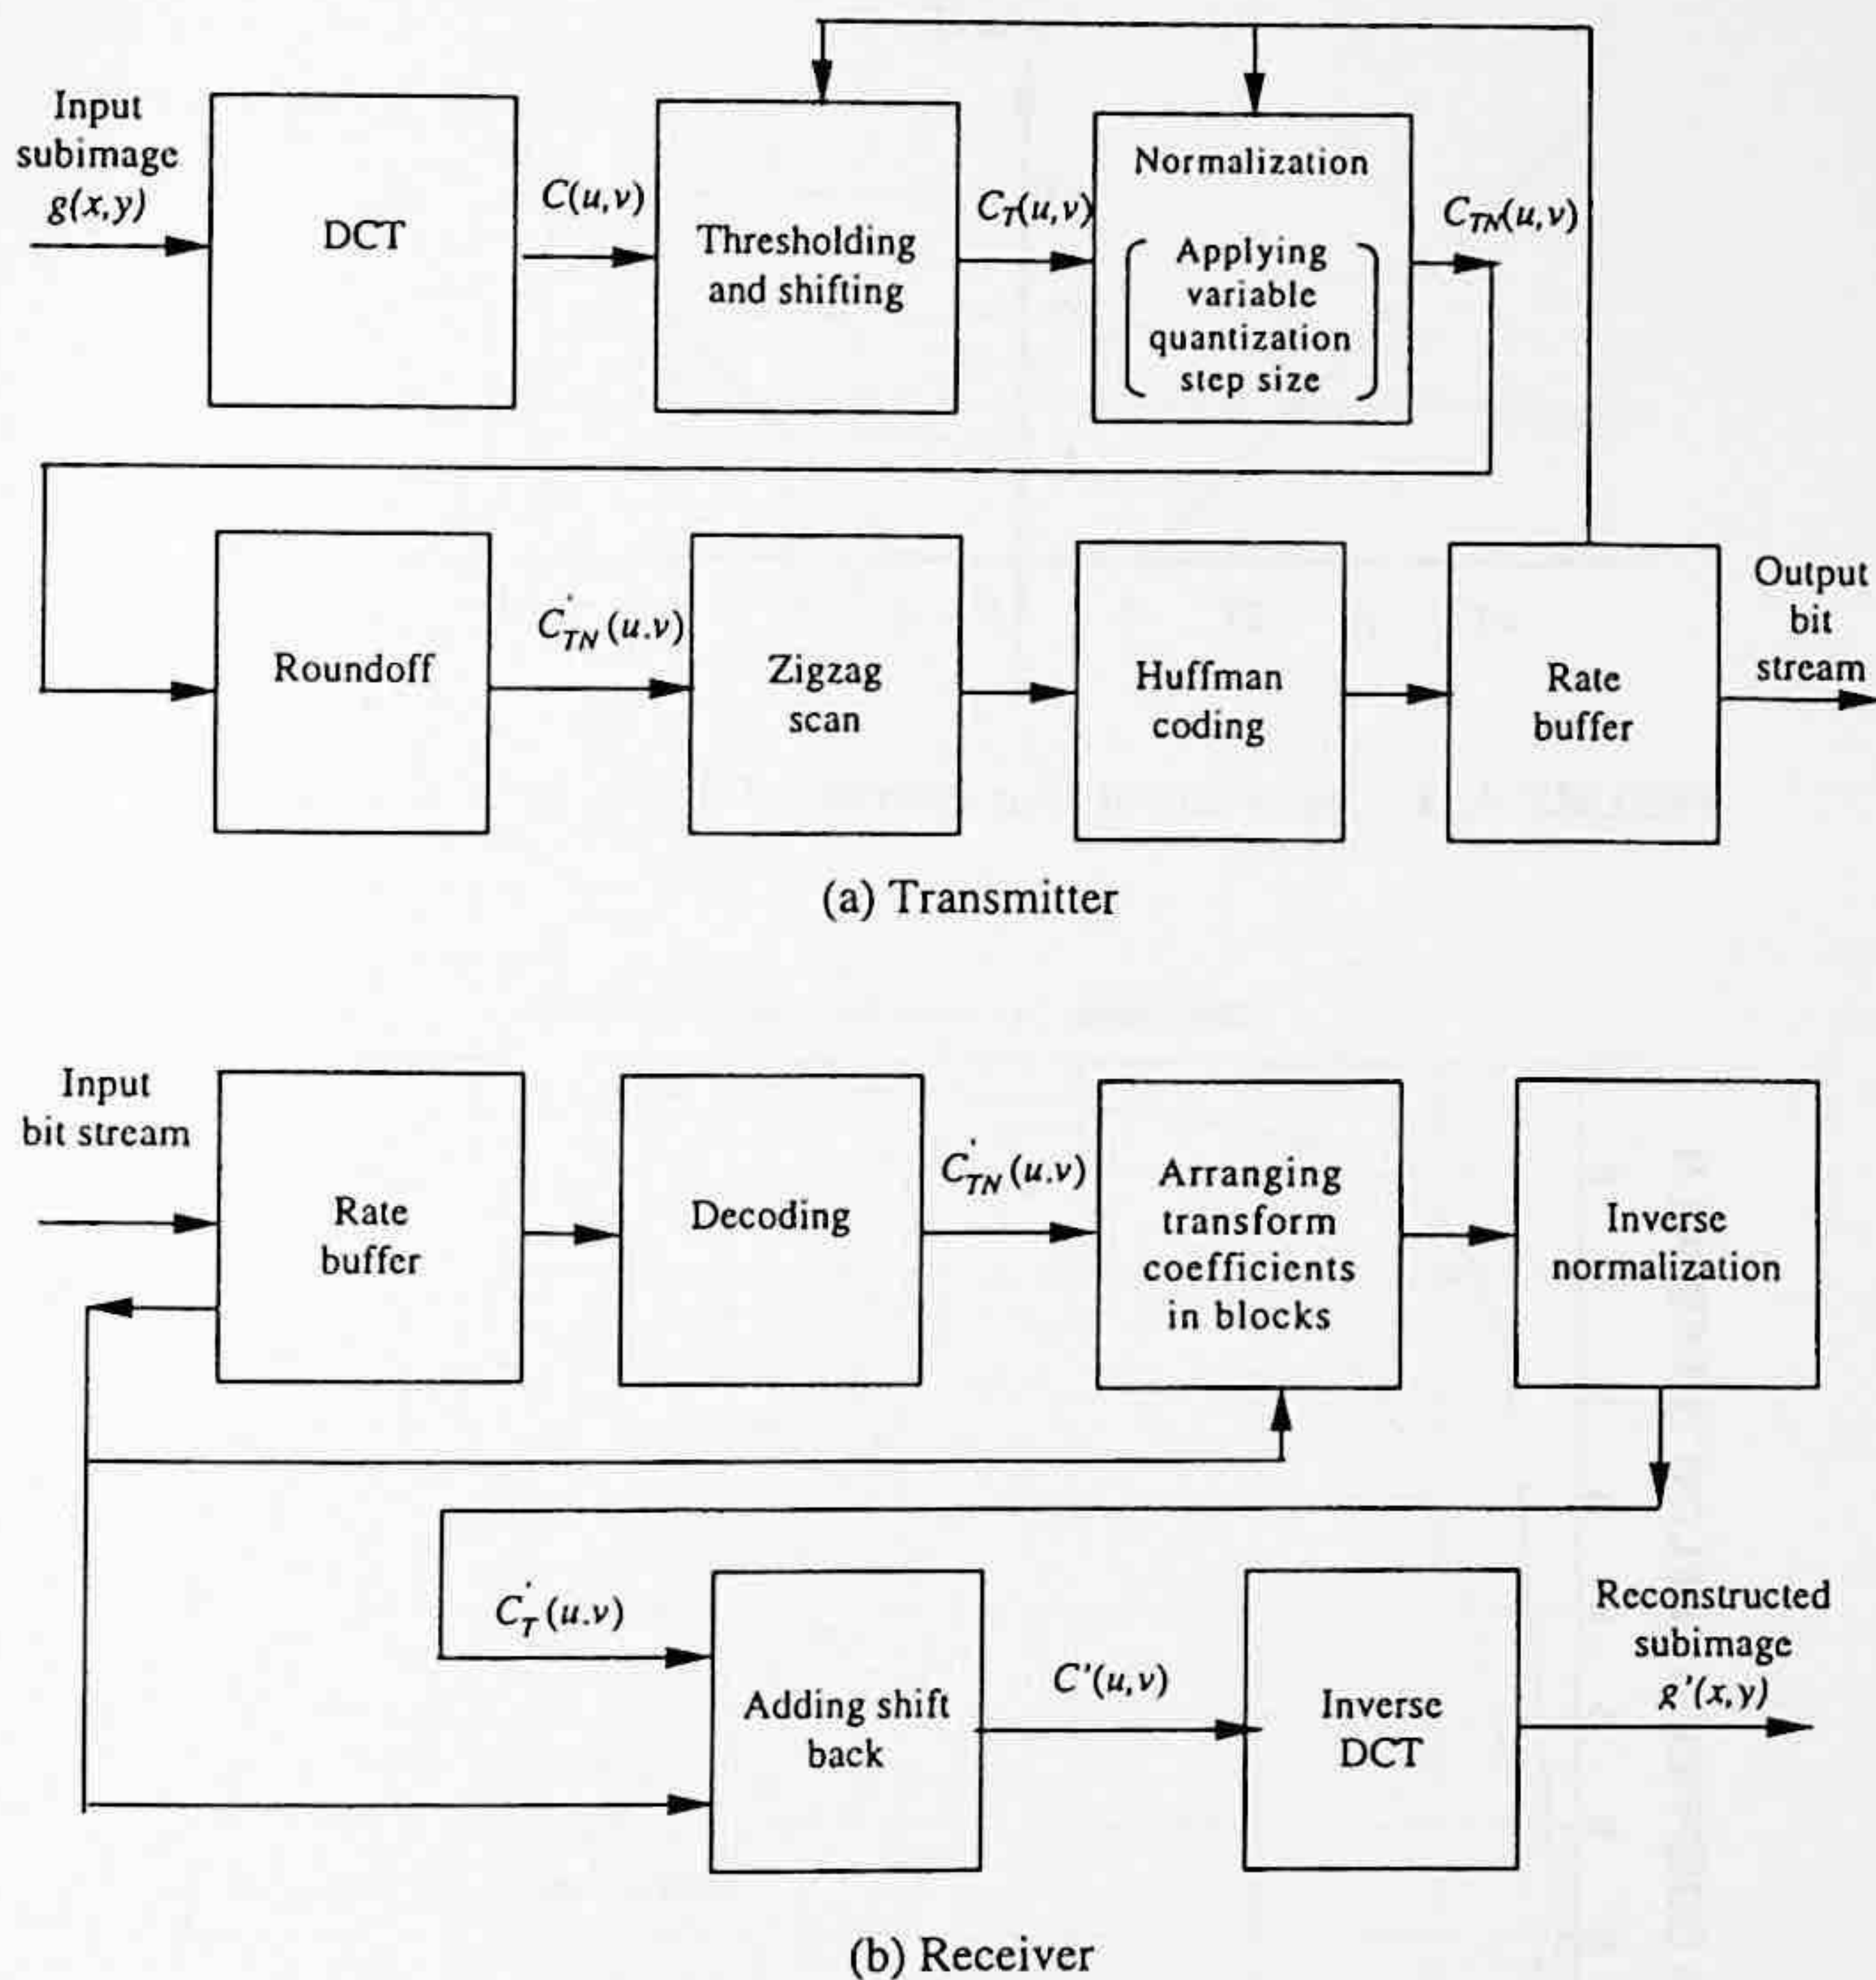 Input
subimage
g(x,y)
DCT
C(u,v)
Thresholding
and shifting
C_T(u,v)
Normalization
Applying
variable
quantization
step size
C_TN(u,v)
Roundoff
C'_TN(u.v)
Zigzag
scan
Huffman
coding
Rate
buffer
Output
bit
stream
(a) Transmitter
Input
bit stream
Rate
buffer
Decoding
C'_TN(u.v)
Arranging
transform
coefficients
in blocks
Inverse
normalization
C'_T(u.v)
Adding shift
back
C'(u,v)
Inverse
DCT
Reconstructed
subimage
g'(x,y)
(b) Receiver